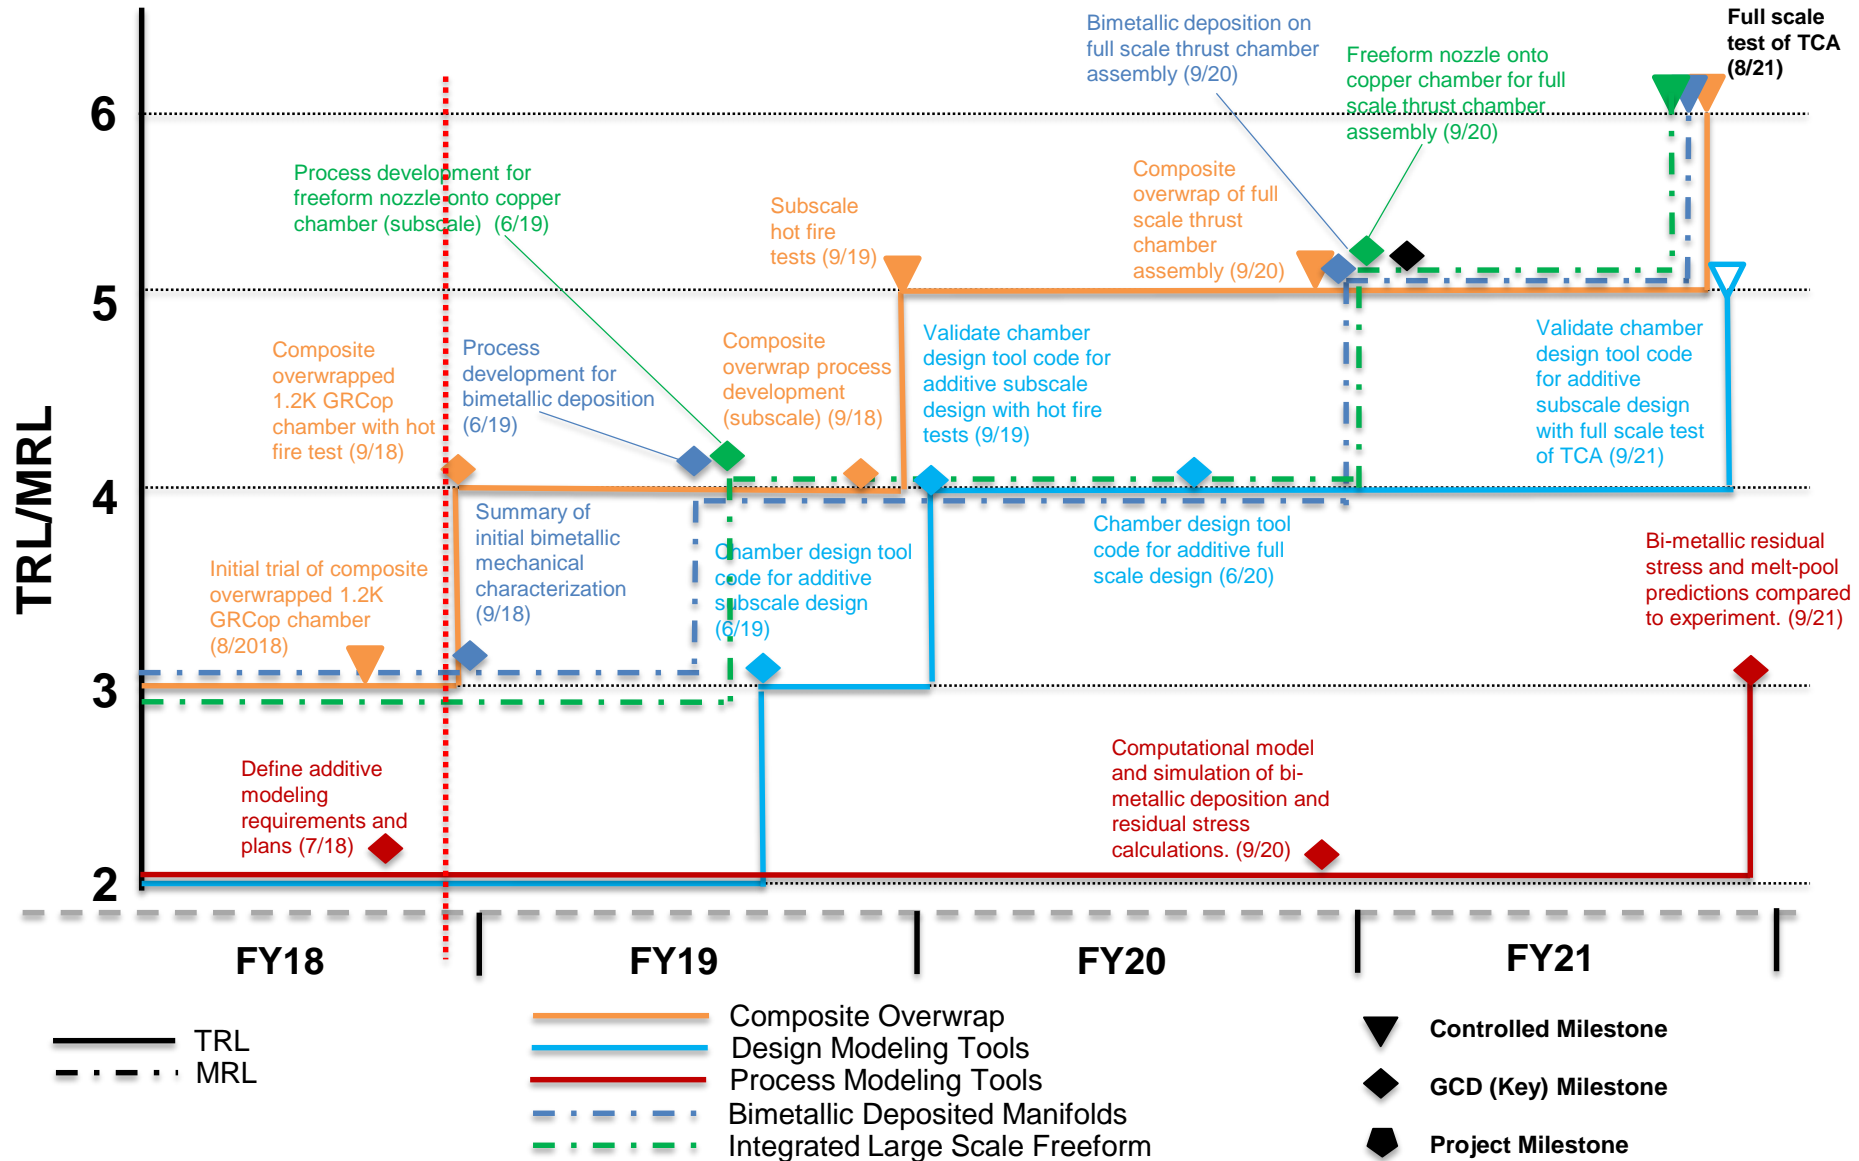 Full scale
test of TCA
(8/21)
Bimetallic deposition on
full scale thrust chamber
assembly (9/20)
Freeform nozzle onto
copper chamber for full
scale thrust chamber
assembly (9/20)
6
Process development for
freeform nozzle onto copper
chamber (subscale) (6/19)
Subscale
hot fire
tests (9/19)
Composite
overwrap of full
scale thrust
chamber
assembly (9/20)
5
Composite
overwrapped
1.2K GRCop
chamber with hot
fire test (9/18)
Process
development for
bimetallic deposition
(6/19)
Composite
overwrap process
development
(subscale) (9/18)
Validate chamber
design tool code for
additive subscale
design with hot fire
tests (9/19)
Validate chamber
design tool code
for additive
subscale design
with full scale test
of TCA (9/21)
TRL/MRL
4
Summary of
initial bimetallic
mechanical
characterization
(9/18)
Initial trial of composite
overwrapped 1.2K
GRCop chamber
(8/2018)
Chamber design tool
code for additive
subscale design
(6/19)
Chamber design tool
code for additive full
scale design (6/20)
Bi-metallic residual
stress and melt-pool
predictions compared
to experiment. (9/21)
3
Define additive
modeling
requirements and
plans (7/18)
Computational model
and simulation of bi-
metallic deposition and
residual stress
calculations. (9/20)
2
FY18
FY19
FY20
FY21
TRL
MRL
Composite Overwrap
Design Modeling Tools
Process Modeling Tools
Bimetallic Deposited Manifolds
Integrated Large Scale Freeform
Controlled Milestone
GCD (Key) Milestone
Project Milestone